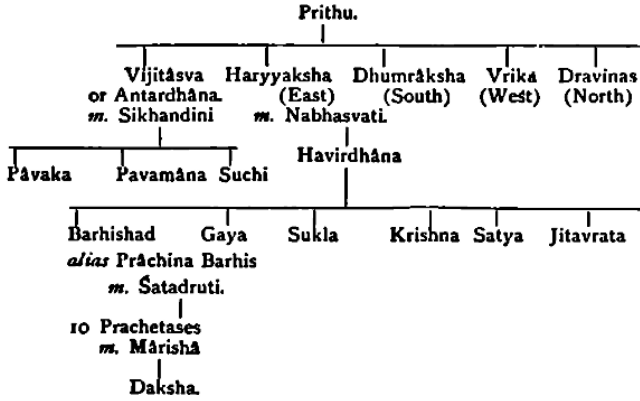 Prithu.
Vijitâsva Haryyaksha Dhumrâksha Vrika Dravinas
or Antardhâna. (East) (South) (West) (North)
m. Sikhandini m. Nabhasvati.
Havirdhâna
Pâvaka Pavamâna Suchi
Barhishad Gaya Sukla Krishna Satya Jitavrata
alias Prâchina Barhis
m. Śatadruti.
10 Prachetases
m. Mârishâ
Daksha.